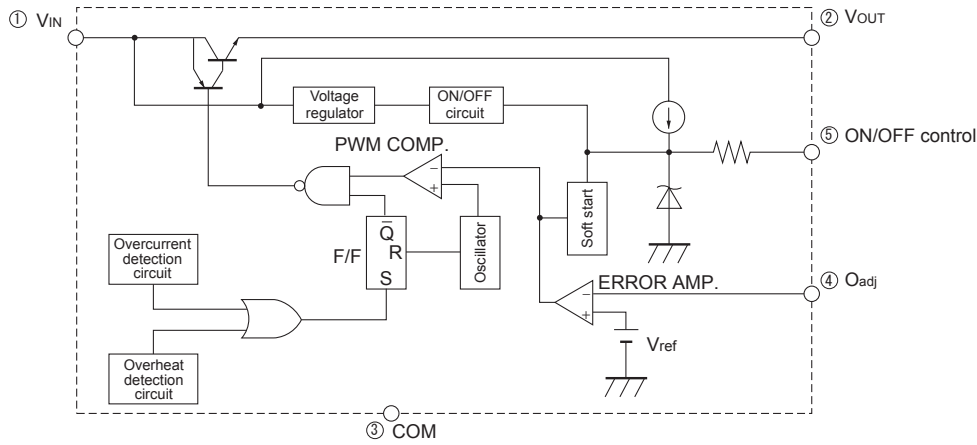 ① VIN
② VOUT
Voltage
regulator
ON/OFF
circuit
⑤ ON/OFF control
PWM COMP.
−
+
Soft start
Q̅
R
S
F/F
Oscillator
Overcurrent
detection
circuit
ERROR AMP.
④ Oadj
−
+
Vref
Overheat
detection
circuit
③ COM